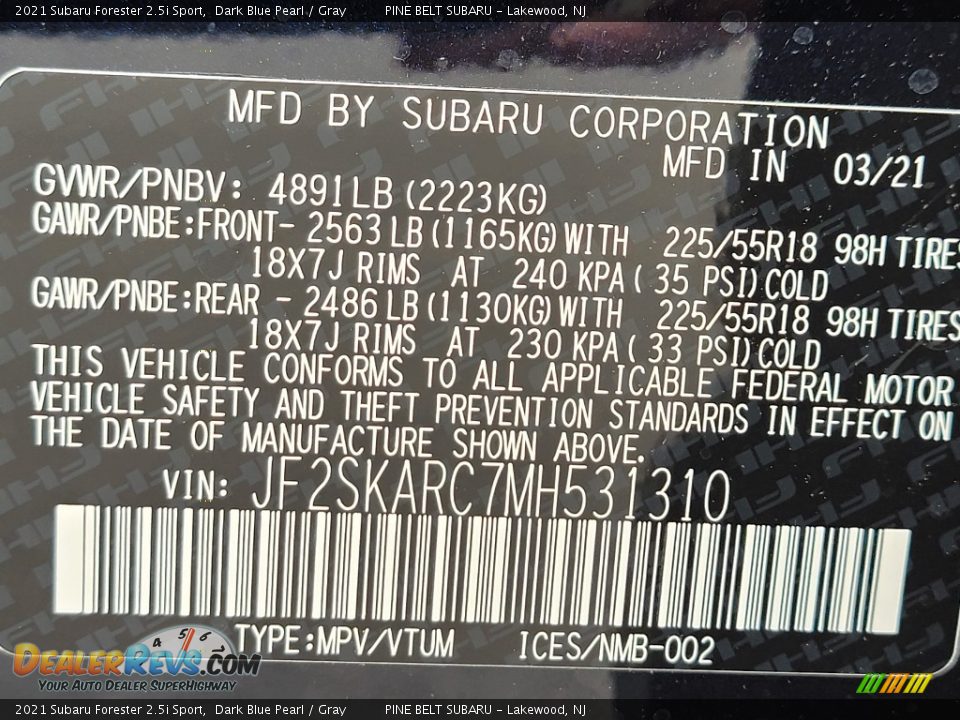 2021 Subaru Forester 2.5i Sport, Dark Blue Pearl / Gray PINE BELT SUBARU - Lakewood, NJ
MFD BY SUBARU CORPORATION
MFD IN 03/21
GVWR/PNBV: 4891LB (2223KG)
GAWR/PNBE:FRONT- 2563 LB (1165KG) WITH 225/55R18 98H TIRES
18X7J RIMS AT 240 KPA ( 35 PSI) COLD
GAWR/PNBE:REAR - 2486 LB (1130KG) WITH 225/55R18 98H TIRES
18X7J RIMS AT 230 KPA ( 33 PSI) COLD
THIS VEHICLE CONFORMS TO ALL APPLICABLE FEDERAL MOTOR
VEHICLE SAFETY AND THEFT PREVENTION STANDARDS IN EFFECT ON
THE DATE OF MANUFACTURE SHOWN ABOVE.
VIN: JF2SKARC7MH531310
TYPE:MPV/VTUM ICES/NMB-002
4 5 6
DEALERREVS.COM
YOUR AUTO DEALER SUPERHIGHWAY
2021 Subaru Forester 2.5i Sport, Dark Blue Pearl / Gray PINE BELT SUBARU - Lakewood, NJ